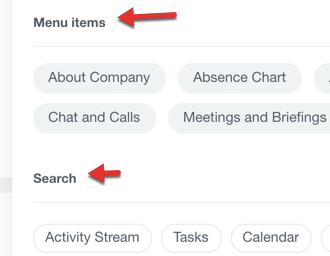 Menu items
About Company Absence Chart
Chat and Calls Meetings and Briefings
Search
Activity Stream Tasks Calendar